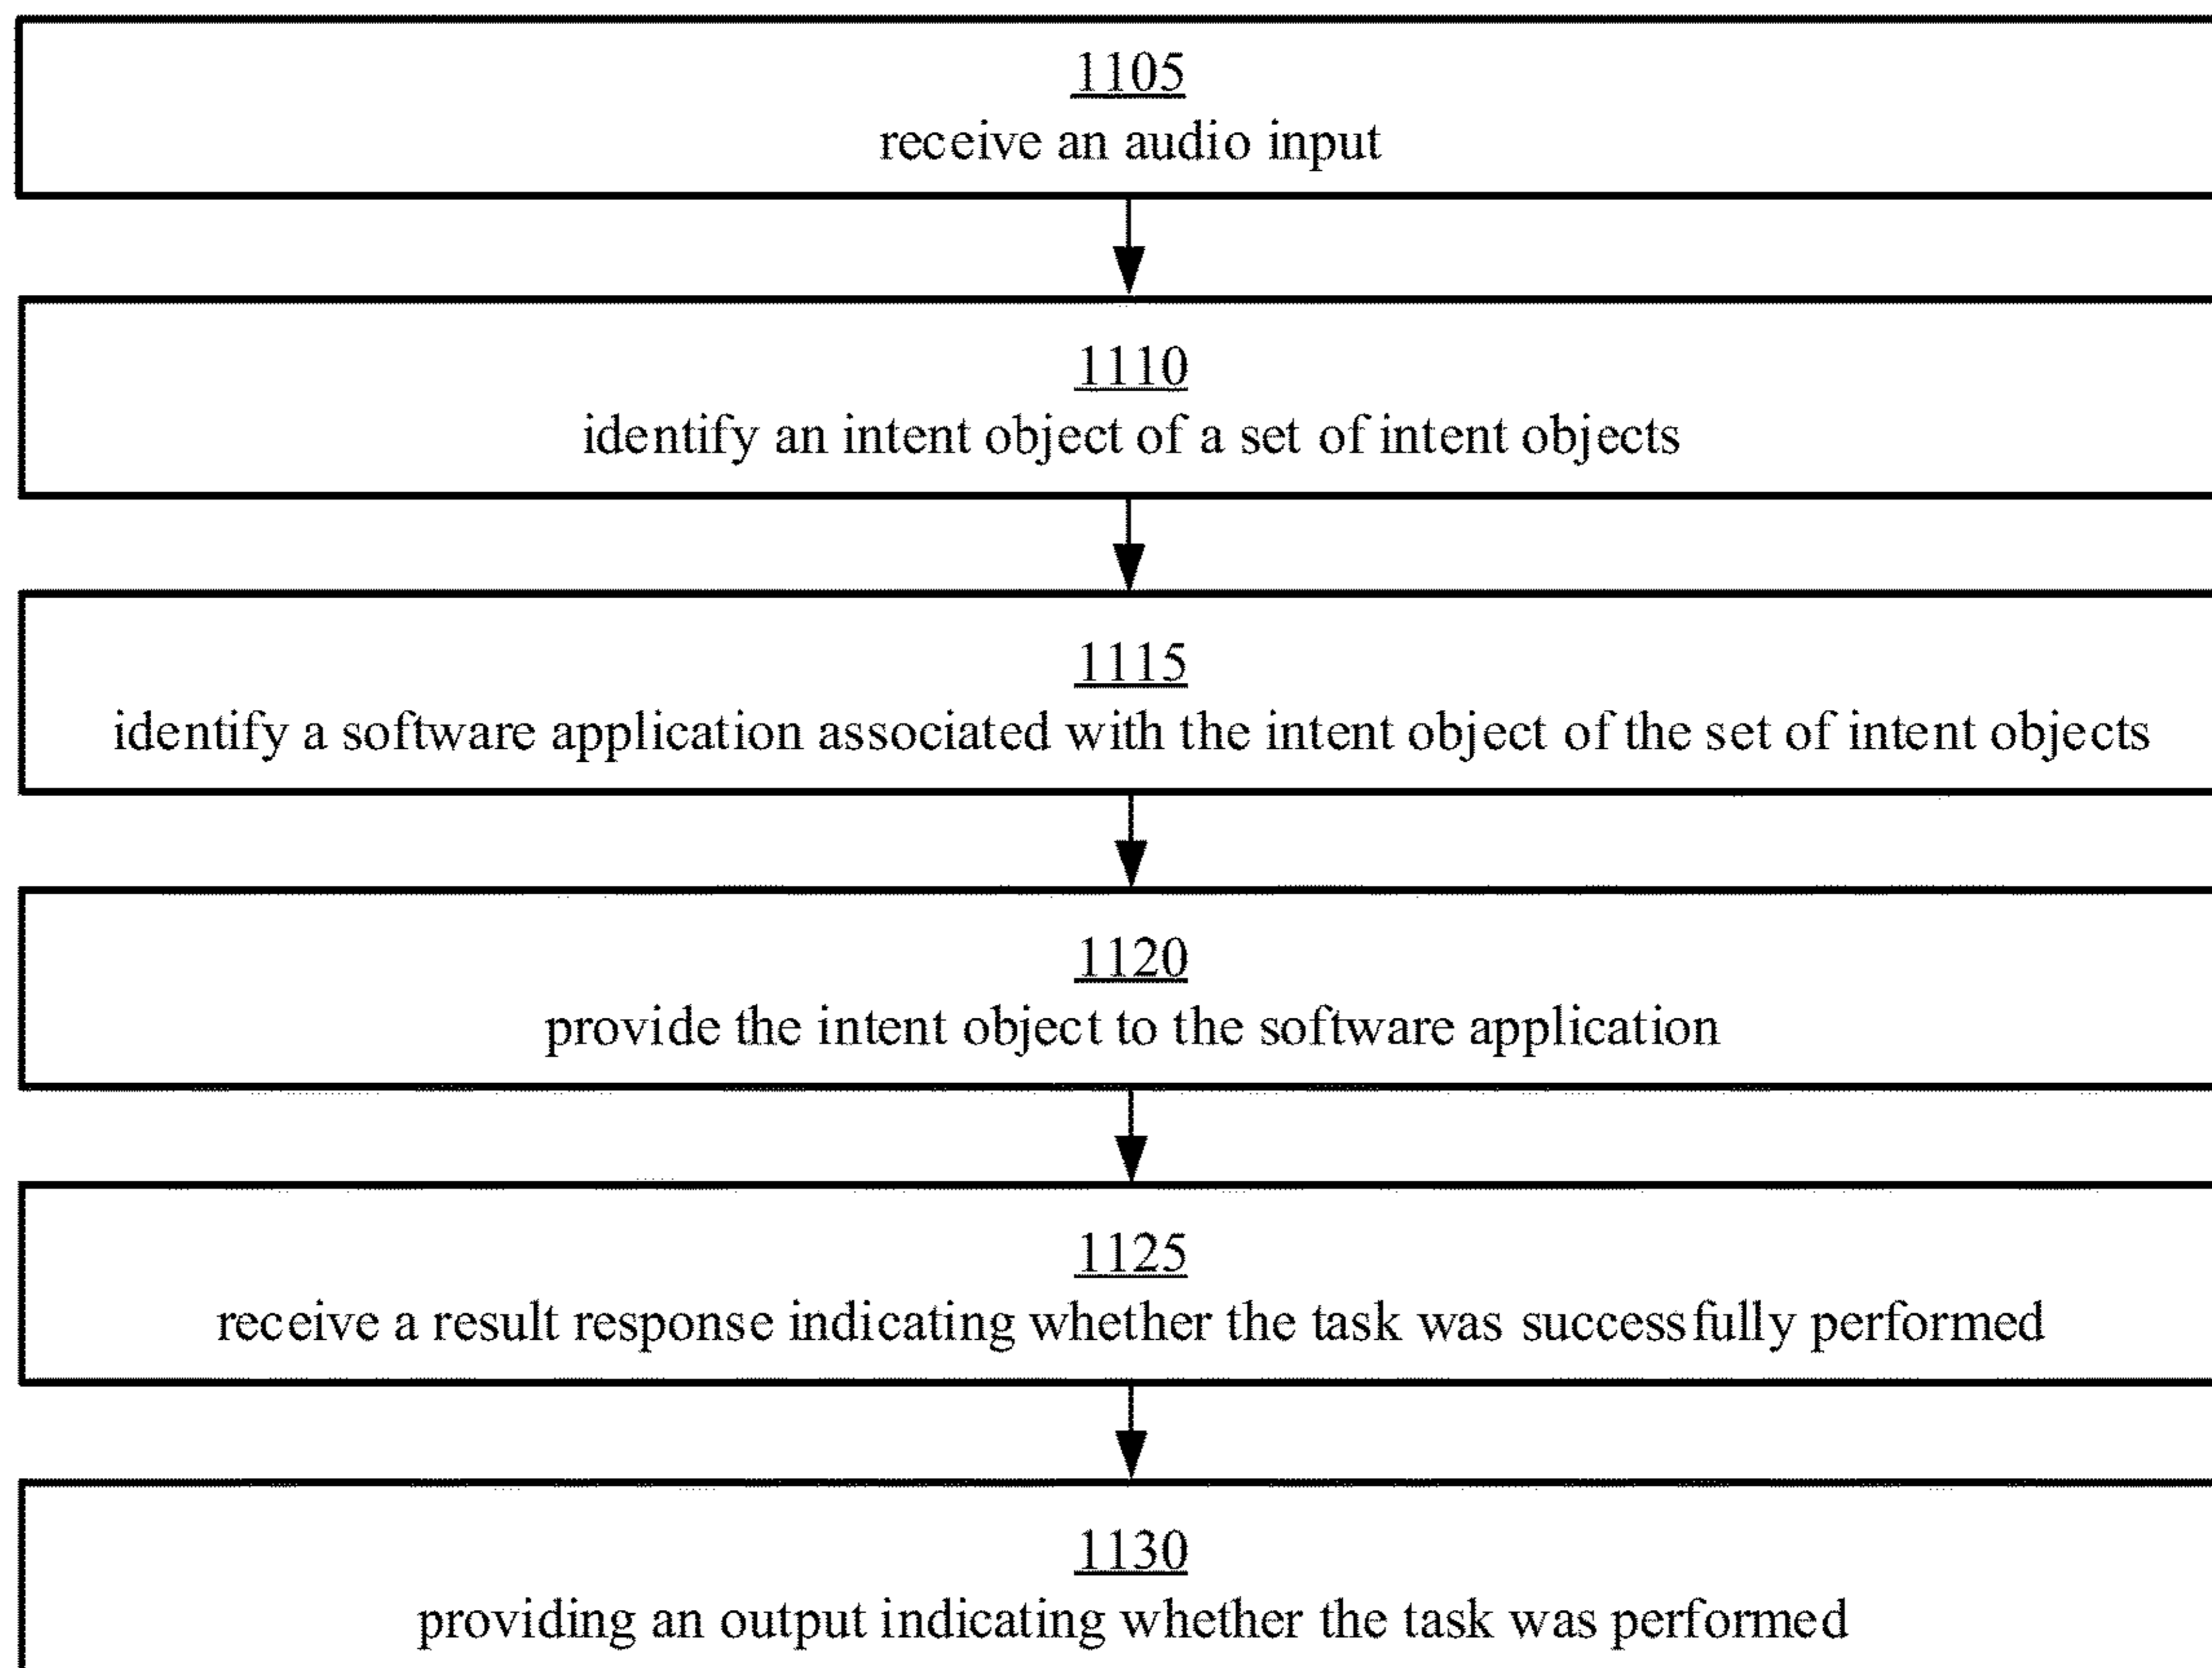 1105
receive an audio input
1110
identify an intent object of a set of intent objects
1115
identify a software application associated with the intent object of the set of intent objects
1120
provide the intent object to the software application
1125
receive a result response indicating whether the task was successfully performed
1130
providing an output indicating whether the task was performed